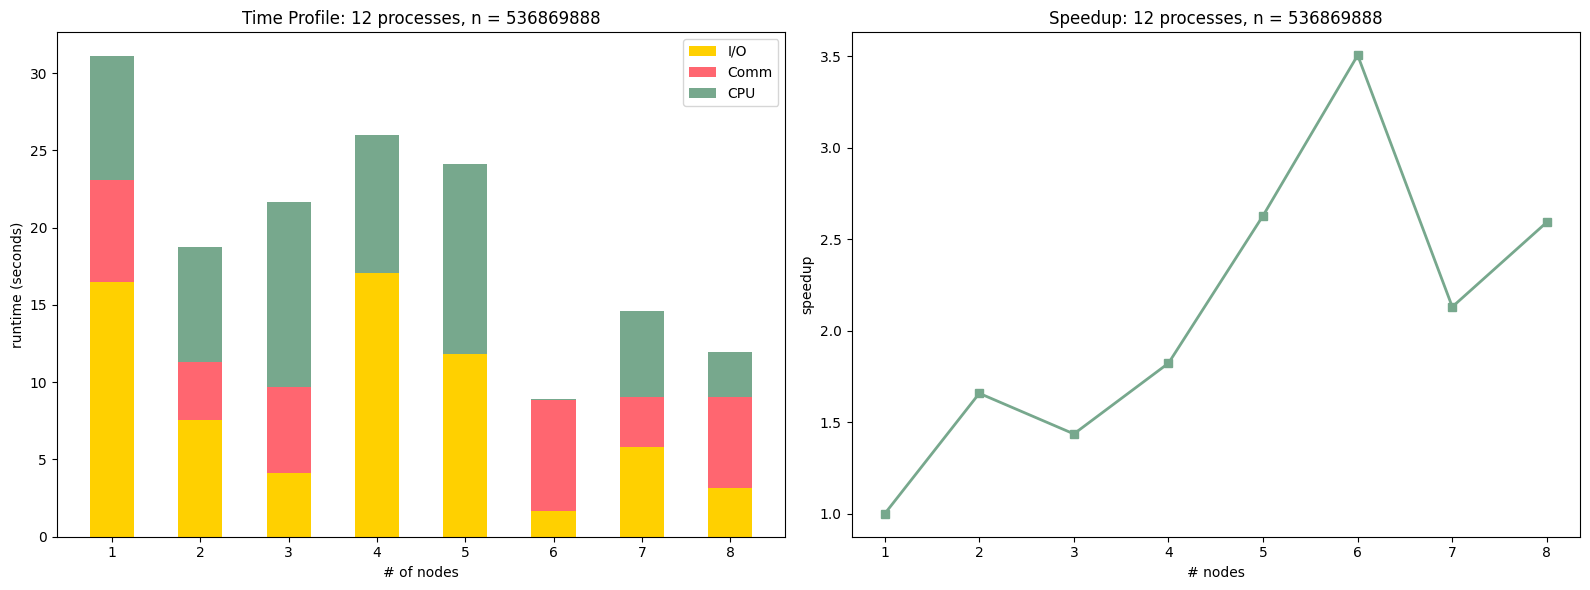 Time Profile: 12 processes, n = 536869888
runtime (seconds)
30
25
20
15
10
5
0
I/O
Comm
CPU
1 2 3 4 5 6 7 8
# of nodes
Speedup: 12 processes, n = 536869888
speedup
3.5
3.0
2.5
2.0
1.5
1.0
1 2 3 4 5 6 7 8
# nodes